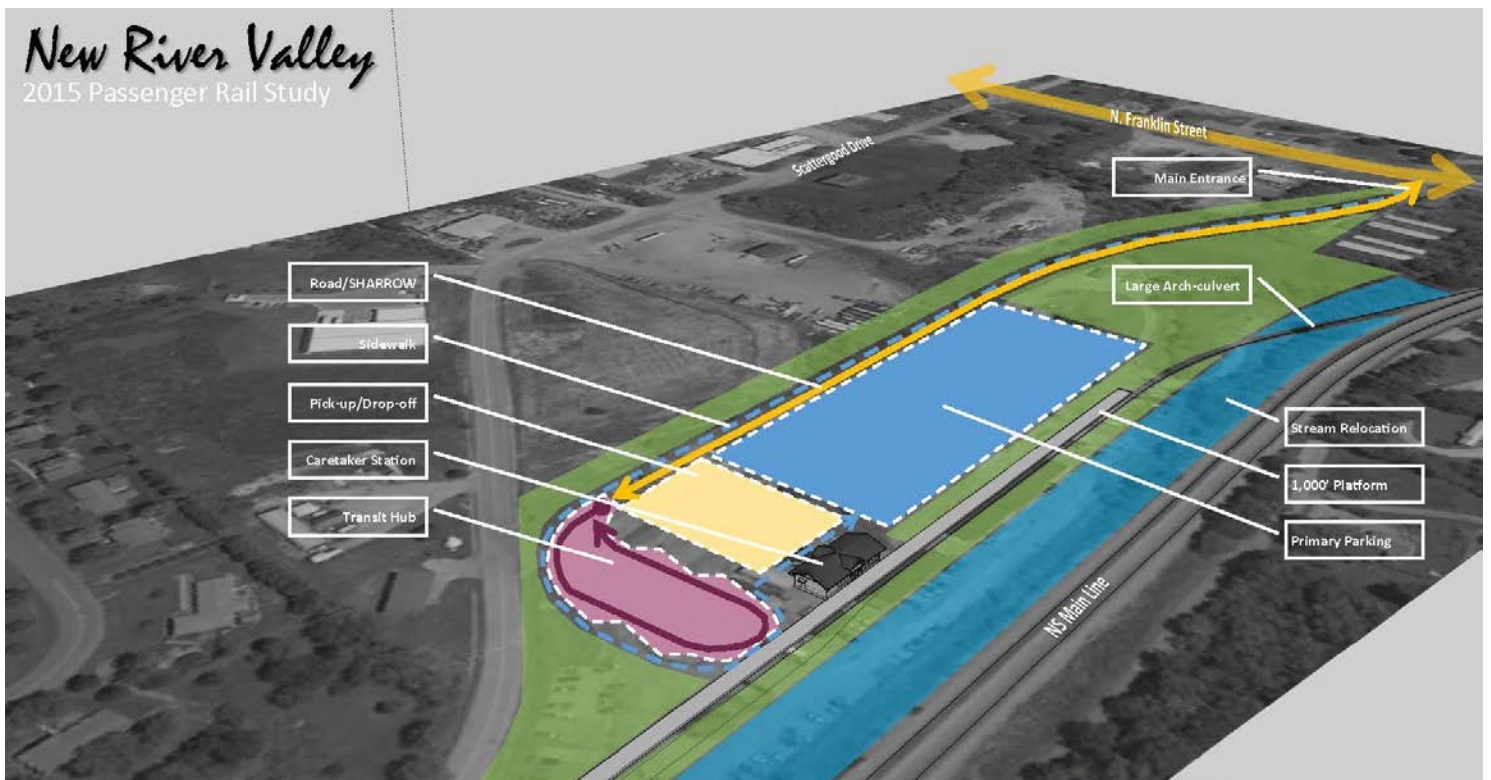 New River Valley
2015 Passenger Rail Study
N. Franklin Street
Scattergood Drive
Main Entrance
Road/SHARROW
Large Arch-culvert
Sidewalk
Pick-up/Drop-off
Stream Relocation
Caretaker Station
1,000' Platform
Transit Hub
Primary Parking
NS Main Line